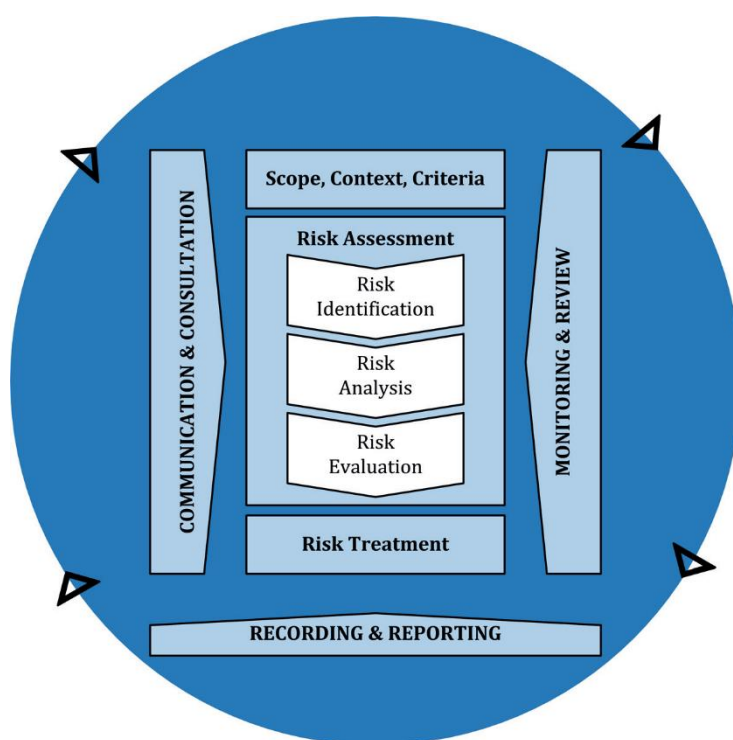 Scope, Context, Criteria
Risk Assessment
Risk
Identification
Risk
Analysis
Risk
Evaluation
Risk Treatment
COMMUNICATION & CONSULTATION
MONITORING & REVIEW
RECORDING & REPORTING